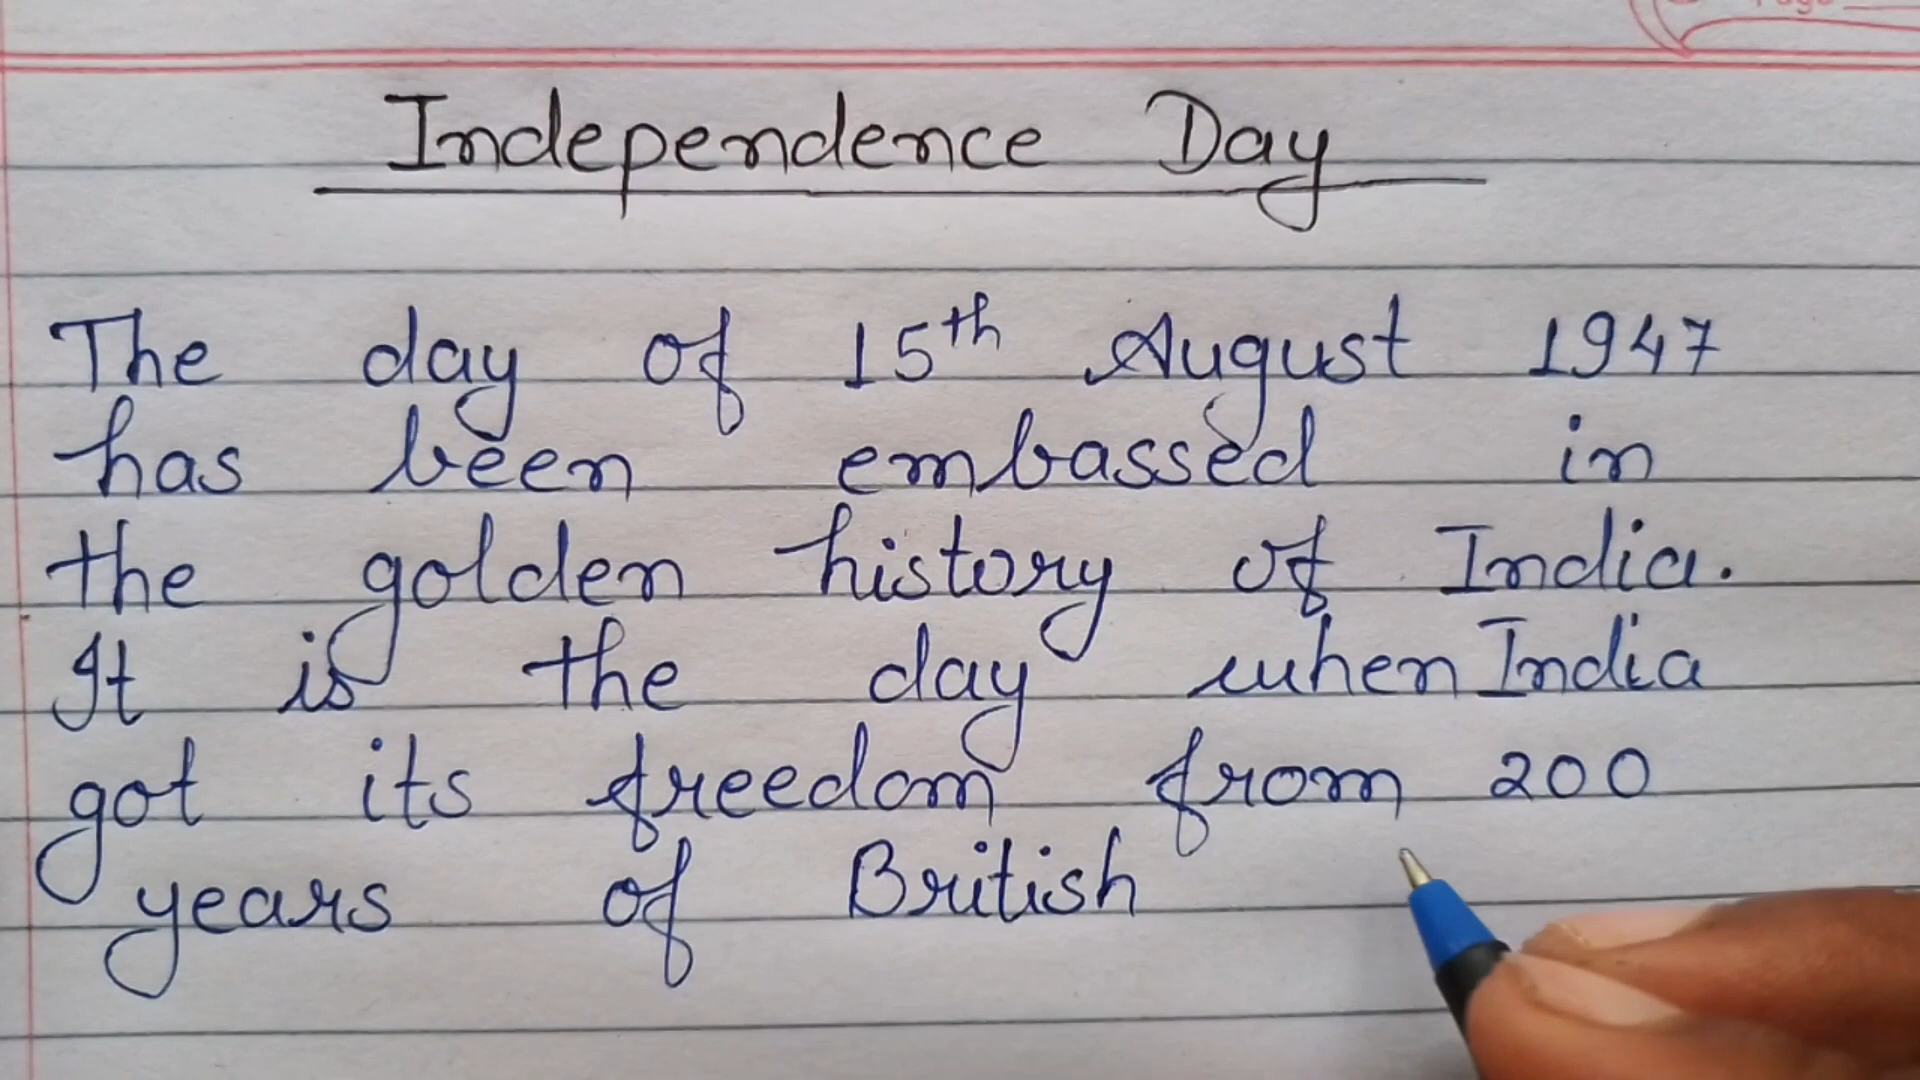 Independence Day
The day of 15th August 1947
has been embassed in
the golden history of India.
It is the day when India
got its freedom from 200
years of British